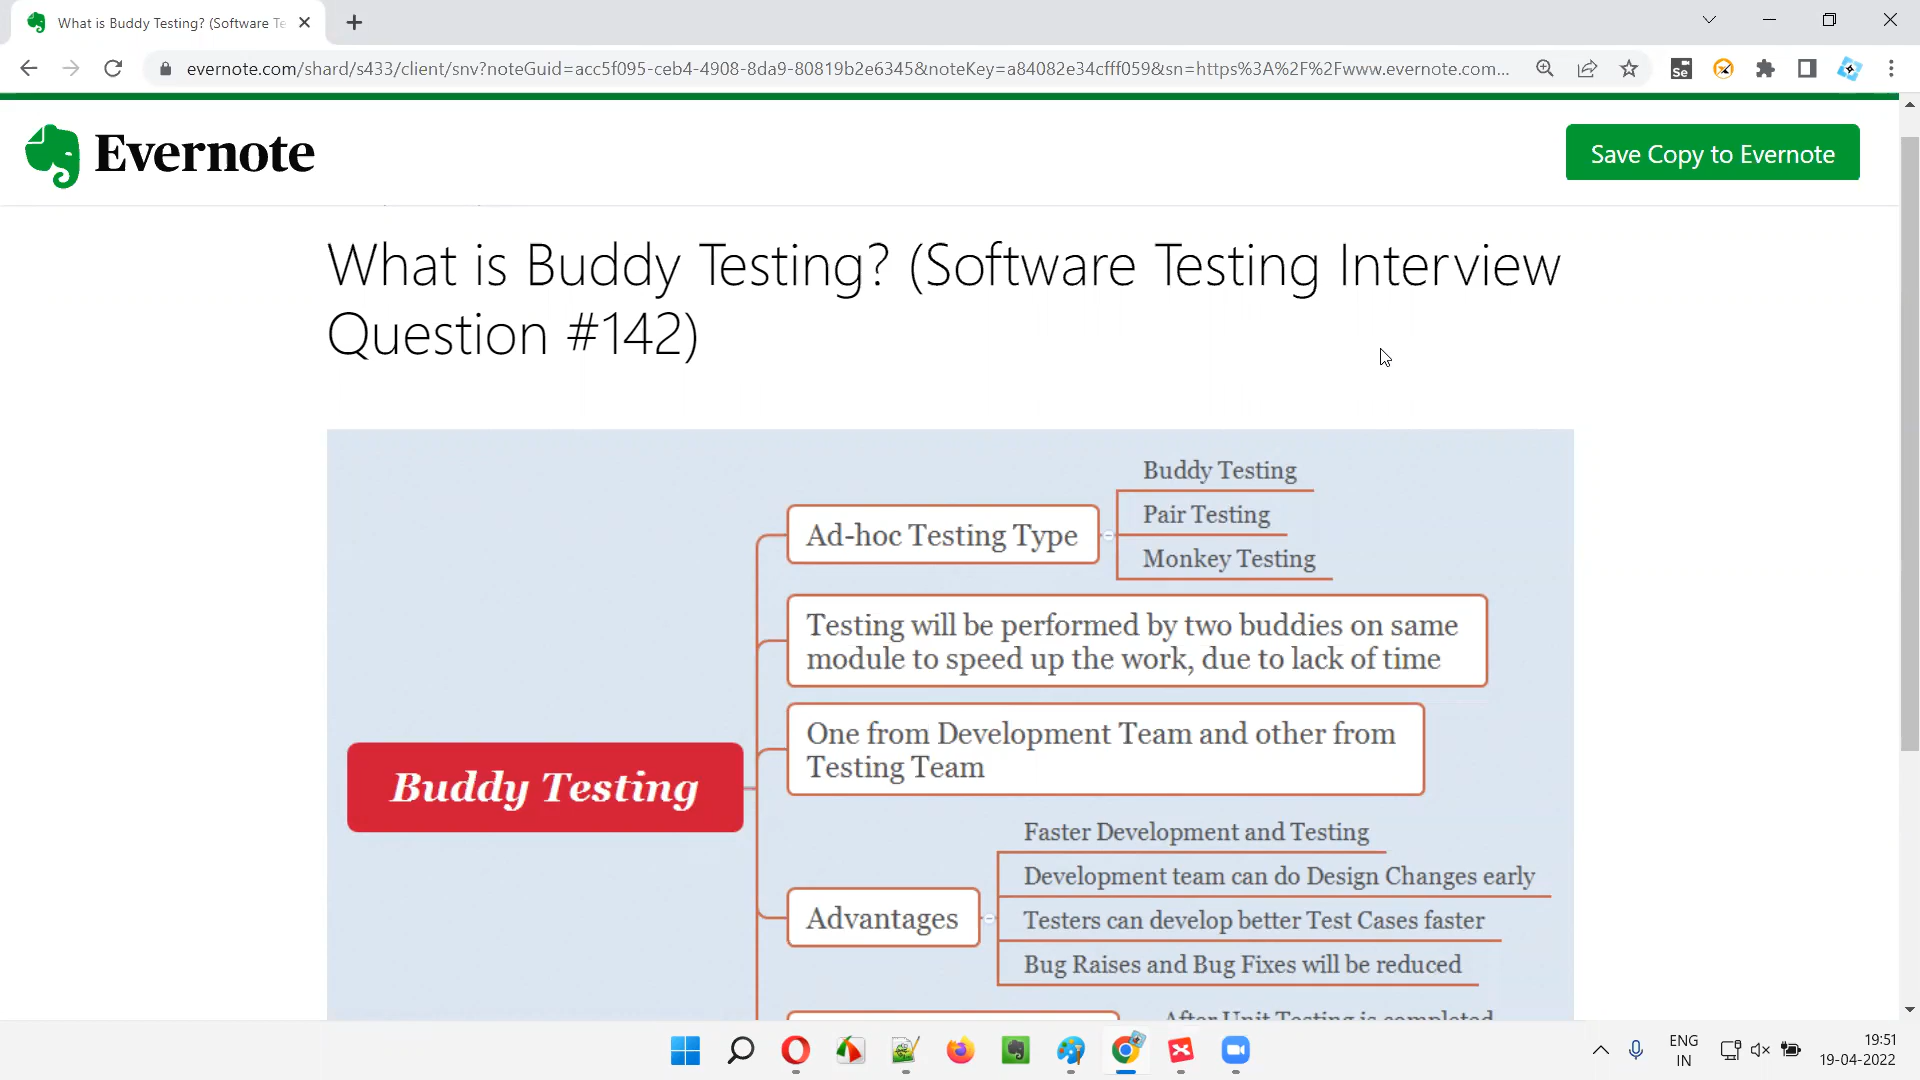 What is Buddy Testing? (Software Te
evernote.com/shard/s433/client/snv?noteGuid=acc5f095-ceb4-4908-8da9-80819b2e6345&noteKey=a84082e34cfff059&sn=https%3A%2F%2Fwww.evernote.com...
Se
Evernote
Save Copy to Evernote
What is Buddy Testing? (Software Testing Interview
Question #142)
Buddy Testing
Ad-hoc Testing Type
Pair Testing
Monkey Testing
Testing will be performed by two buddies on same
module to speed up the work, due to lack of time
One from Development Team and other from
Testing Team
Buddy Testing
Faster Development and Testing
Development team can do Design Changes early
Advantages
Testers can develop better Test Cases faster
Bug Raises and Bug Fixes will be reduced
After Unit Testing is completed
ENG
IN
19:51
19-04-2022